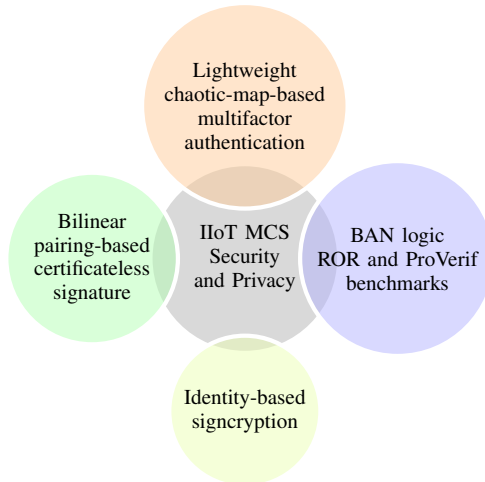 Lightweight
chaotic-map-based
multifactor
authentication
Bilinear
pairing-based
certificateless
signature
IIoT MCS
Security
and Privacy
BAN logic
ROR and ProVerif
benchmarks
Identity-based
signcryption